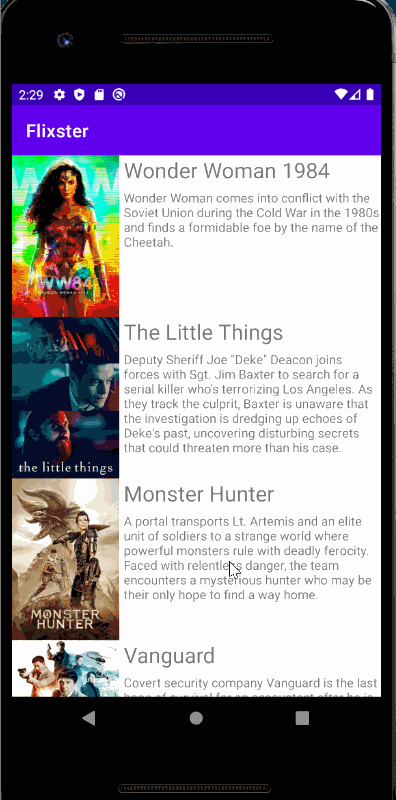 2:29
Flixster
Wonder Woman 1984
Wonder Woman comes into conflict with the
Soviet Union during the Cold War in the 1980s
and finds a formidable foe by the name of the
Cheetah.
WW84
The Little Things
Deputy Sheriff Joe "Deke" Deacon joins
forces with Sgt. Jim Baxter to search for a
serial killer who's terrorizing Los Angeles. As
they track the culprit, Baxter is unaware that
the investigation is dredging up echoes of
Deke's past, uncovering disturbing secrets
that could threaten more than his case.
the little things
Monster Hunter
A portal transports Lt. Artemis and an elite
unit of soldiers to a strange world where
powerful monsters rule with deadly ferocity.
Faced with relentless danger, the team
encounters a mysterious hunter who may be
their only hope to find a way home.
MONSTER
HUNTER
Vanguard
Covert security company Vanguard is the last
hope of survival for an accountant after he is